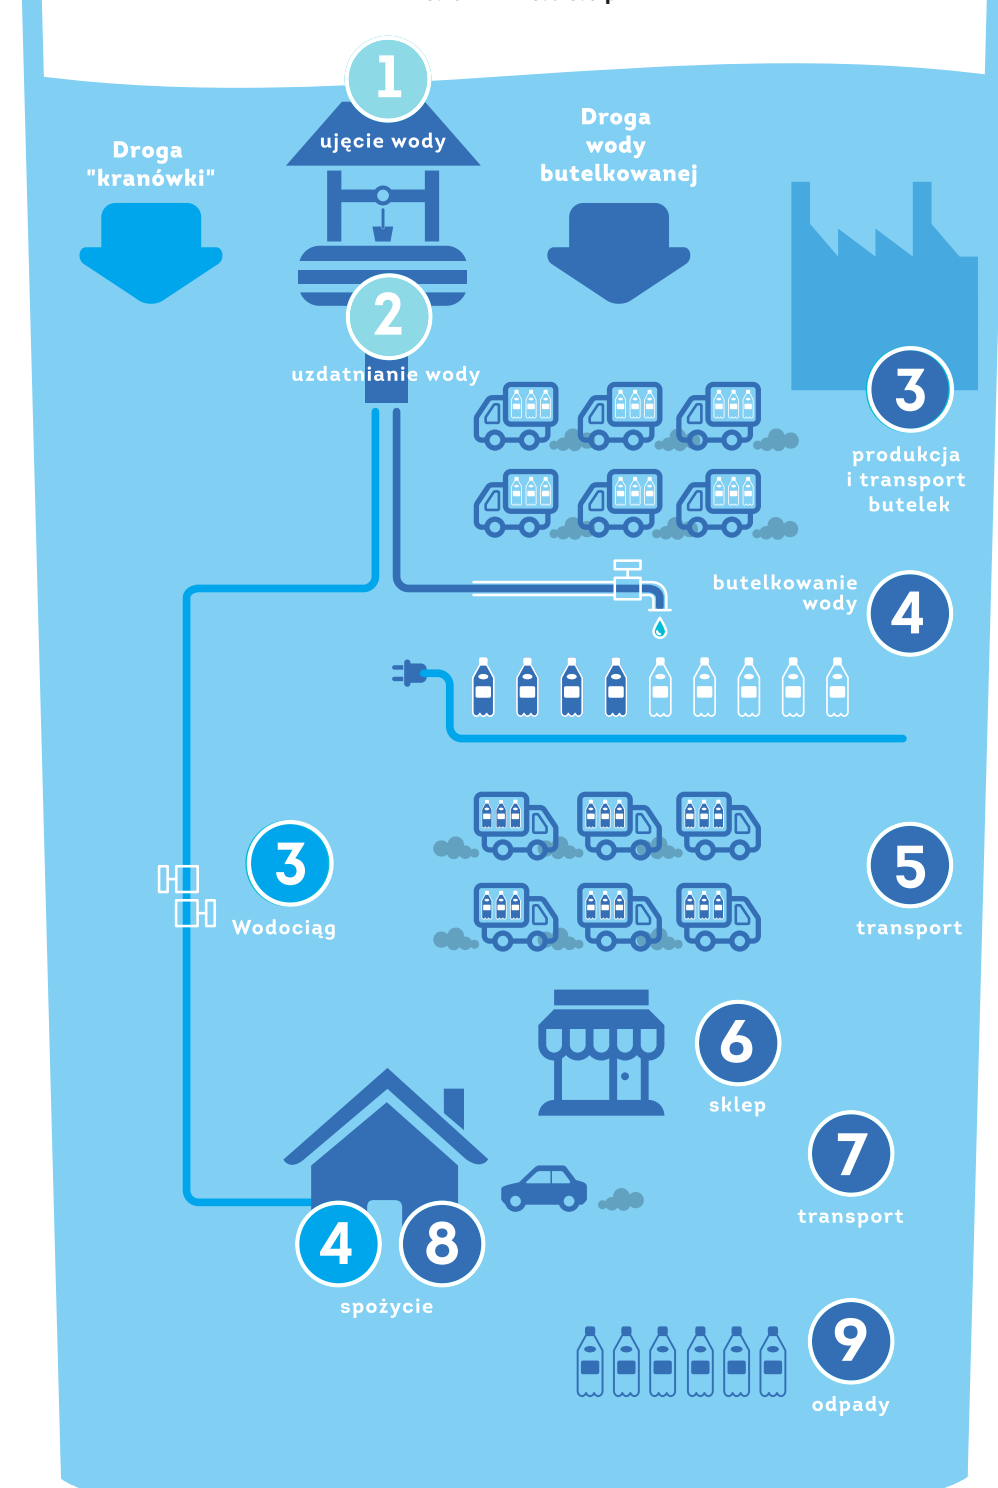 1
ujęcie wody
Droga
"kranówki"
Droga
wody
butelkowanej
2
uzdatnianie wody
3
produkcja
i transport
butelek
butelkowanie
wody
4
3
Wodociąg
5
transport
6
sklep
7
transport
4
8
spożycie
9
odpady